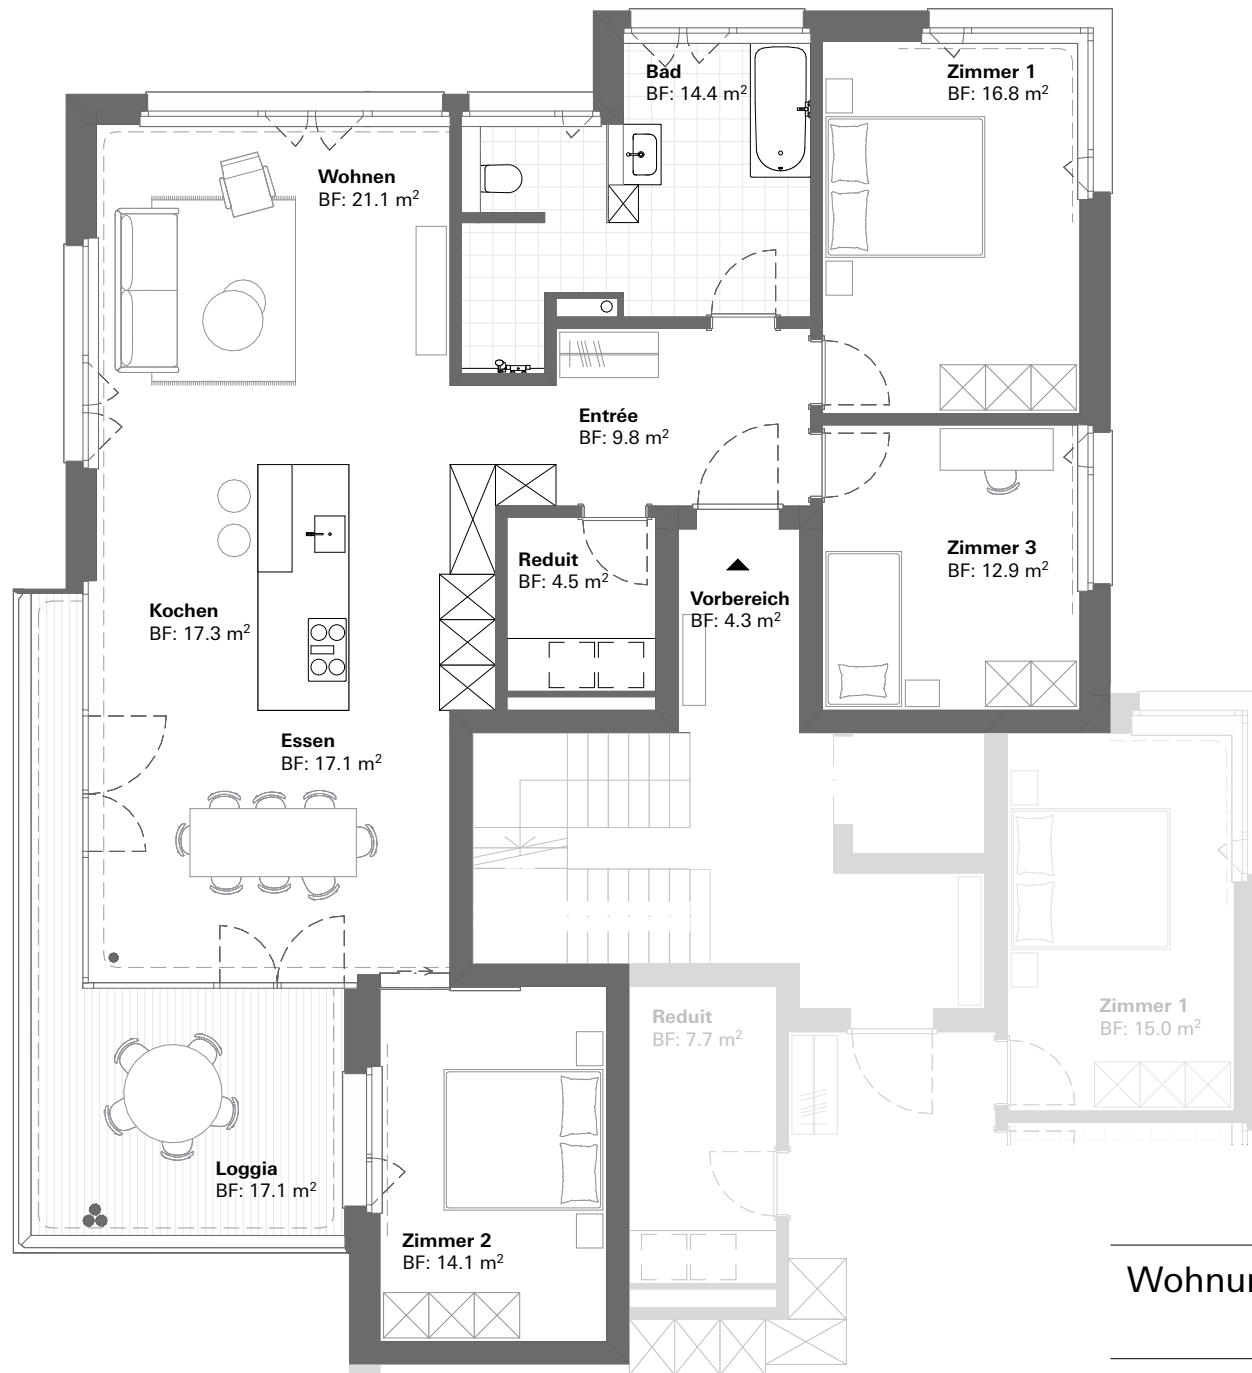 Bad
BF: 14.4 m²
Zimmer 1
BF: 16.8 m²
Wohnen
BF: 21.1 m²
Entrée
BF: 9.8 m²
Reduit
BF: 4.5 m²
Zimmer 3
BF: 12.9 m²
Vorbereich
BF: 4.3 m²
Kochen
BF: 17.3 m²
Essen
BF: 17.1 m²
Reduit
BF: 7.7 m²
Zimmer 1
BF: 15.0 m²
Loggia
BF: 17.1 m²
Zimmer 2
BF: 14.1 m²
Wohnu